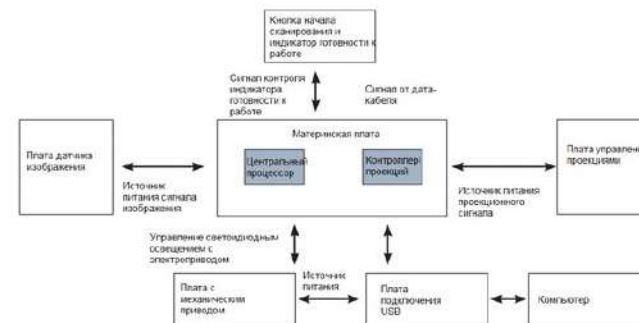 Кнопка начала
сканирования и
индикатор готовности к
работе
Сигнал контроля
индикатора
готовности к
работе
Сигнал от дата-
кабеля
Материнская плата
Плата датчика
изображения
Центральный
процессор
Контроллер
проекций
Плата управлени
проекциями
Источник
питания сигнала
изображения
Источник питания
проекционного
сигнала
Управление светоидиодным
освещением с
электроприводом
Источник
питания
Плата с
механическим
приводом
Плата
подключения
USB
Компьютер